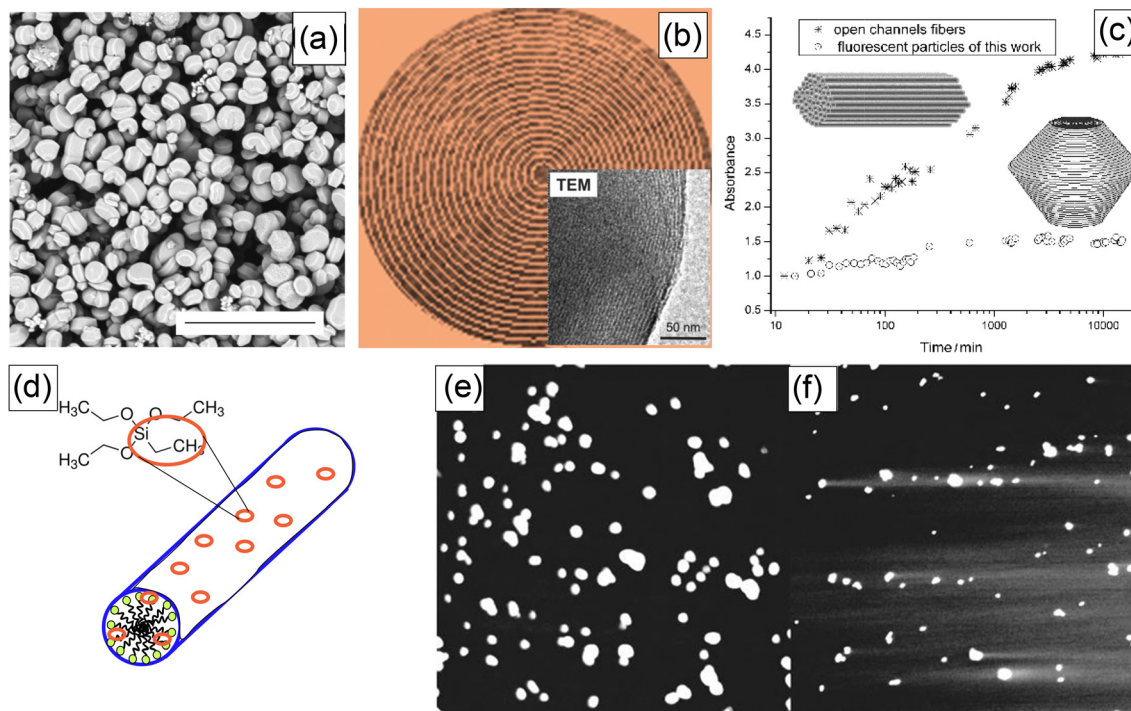 (a)
(b)
TEM
50 nm
(c)
✳ open channels fibers
○ fluorescent particles of this work
4.5
4.0
3.5
3.0
2.5
2.0
1.5
1.0
0.5
Absorbance
10 100 1000 10000
Time/min
(d)
H₃C O O CH₃
Si
H₃C O CH₃
(e)
(f)